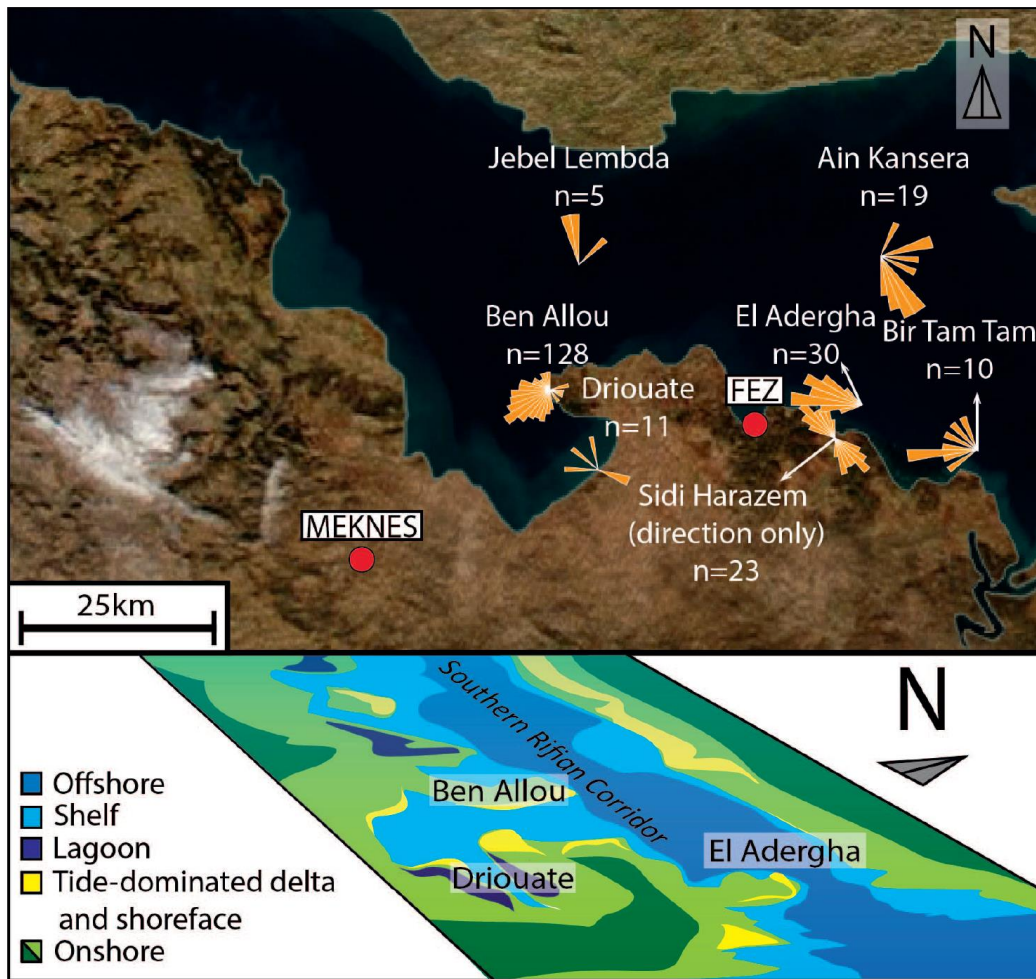 N
Jebel Lembda
n=5
Ain Kansera
n=19
Ben Allou
n=128
El Adergha
n=30
Bir Tam Tam
n=10
Driouate
n=11
FEZ
Sidi Harazem
(direction only)
n=23
MEKNES
25km
Southern Rifian Corridor
N
Ben Allou
El Adergha
Driouate
Offshore
Shelf
Lagoon
Tide-dominated delta
and shoreface
Onshore